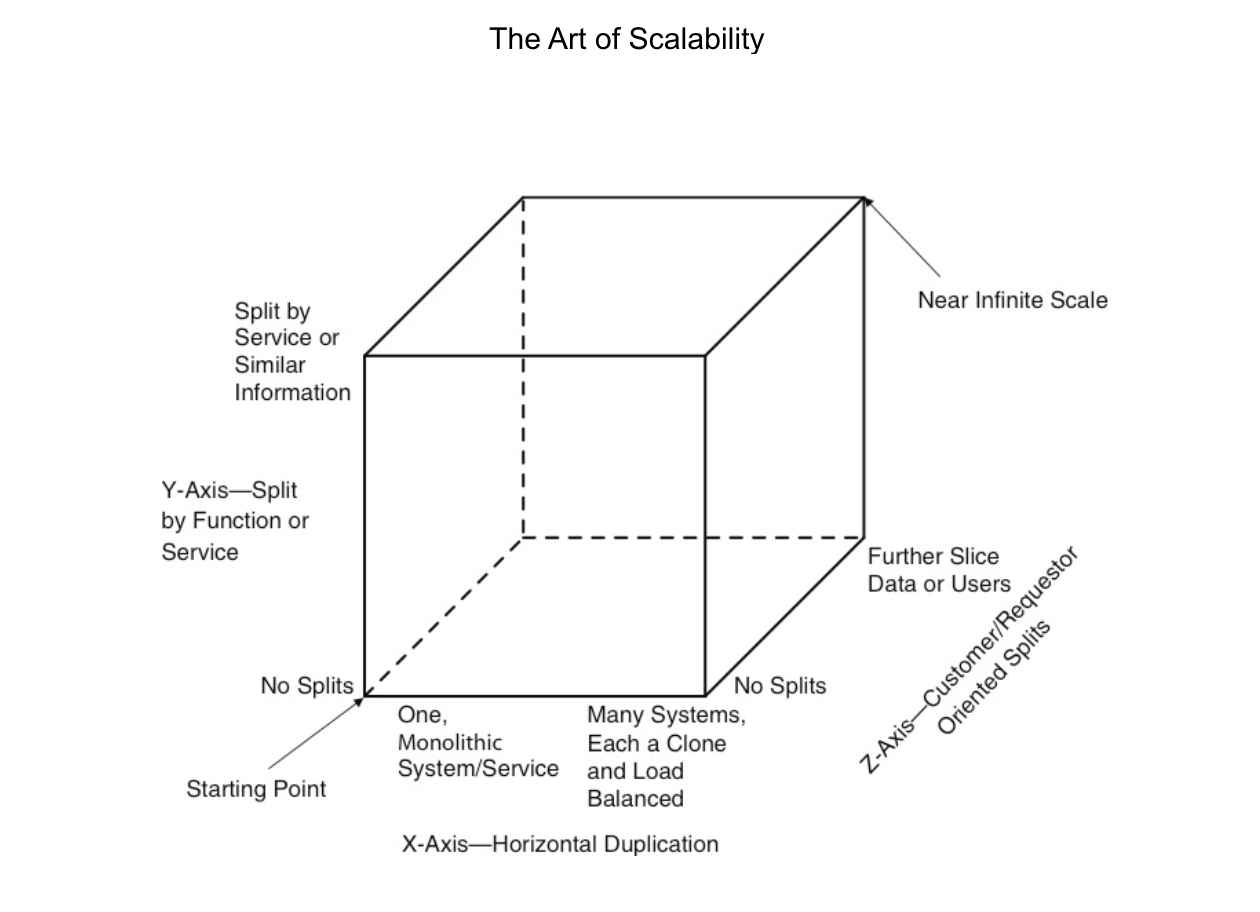 The Art of Scalability
Near Infinite Scale
Split by
Service or
Similar
Information
Y-Axis—Split
by Function or
Service
Further Slice
Data or Users
Z-Axis—Customer/Requestor
Oriented Splits
No Splits
No Splits
One,
Monolithic
System/Service
Many Systems,
Each a Clone
and Load
Balanced
Starting Point
X-Axis—Horizontal Duplication